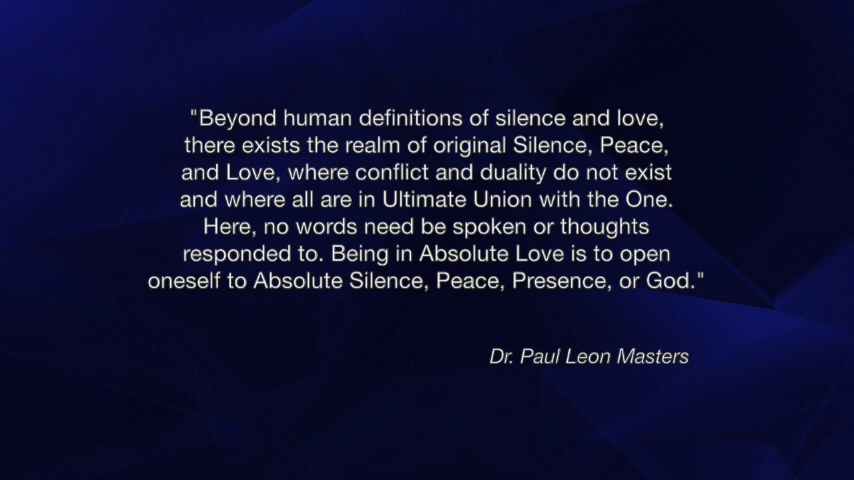 "Beyond human definitions of silence and love,
there exists the realm of original Silence, Peace,
and Love, where conflict and duality do not exist
and where all are in Ultimate Union with the One.
Here, no words need be spoken or thoughts
responded to. Being in Absolute Love is to open
oneself to Absolute Silence, Peace, Presence, or God."
Dr. Paul Leon Masters